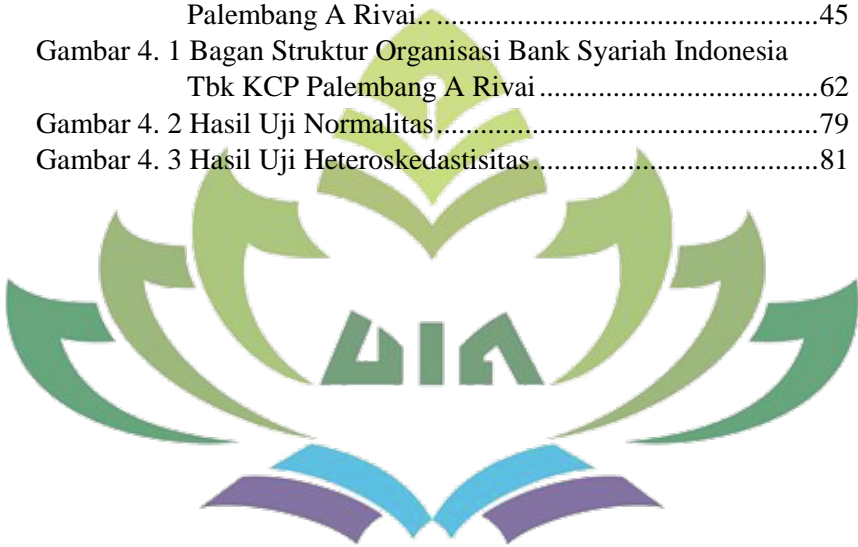 Palembang A Rivai.. ......................................................45
Gambar 4. 1 Bagan Struktur Organisasi Bank Syariah Indonesia
Tbk KCP Palembang A Rivai ........................................62
Gambar 4. 2 Hasil Uji Normalitas.......................................................79
Gambar 4. 3 Hasil Uji Heteroskedastisitas.........................................81
UIN